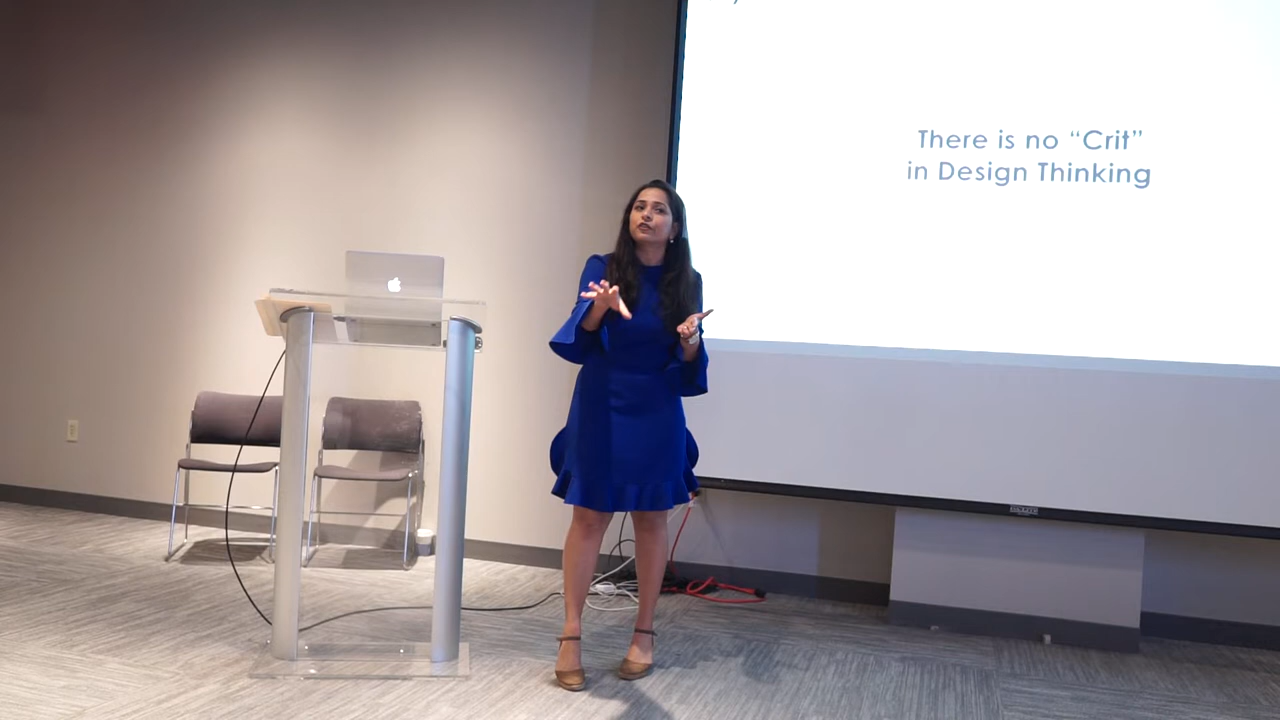 There is no “Crit”
in Design Thinking